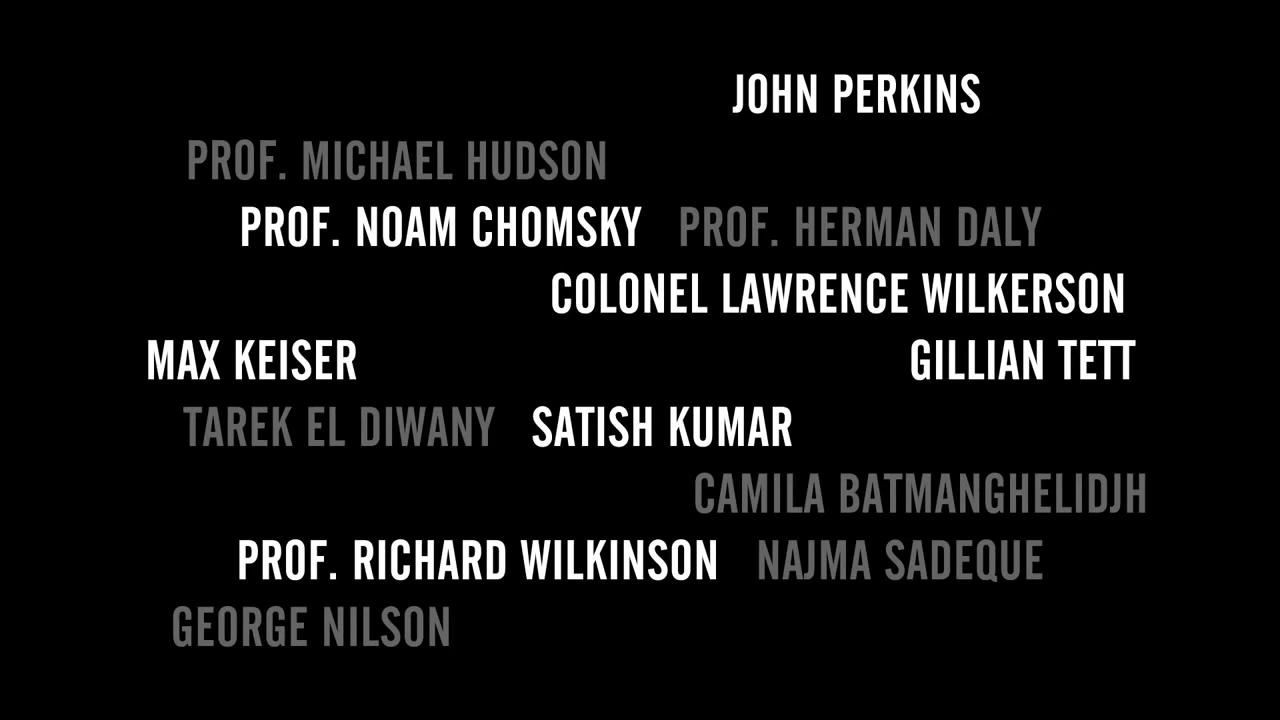 JOHN PERKINS
PROF. MICHAEL HUDSON
PROF. NOAM CHOMSKY PROF. HERMAN DALY
COLONEL LAWRENCE WILKERSON
MAX KEISER GILLIAN TETT
TAREK EL DIWANY SATISH KUMAR
CAMILA BATMANGHELIDJH
PROF. RICHARD WILKINSON NAJMA SADEQUE
GEORGE NILSON